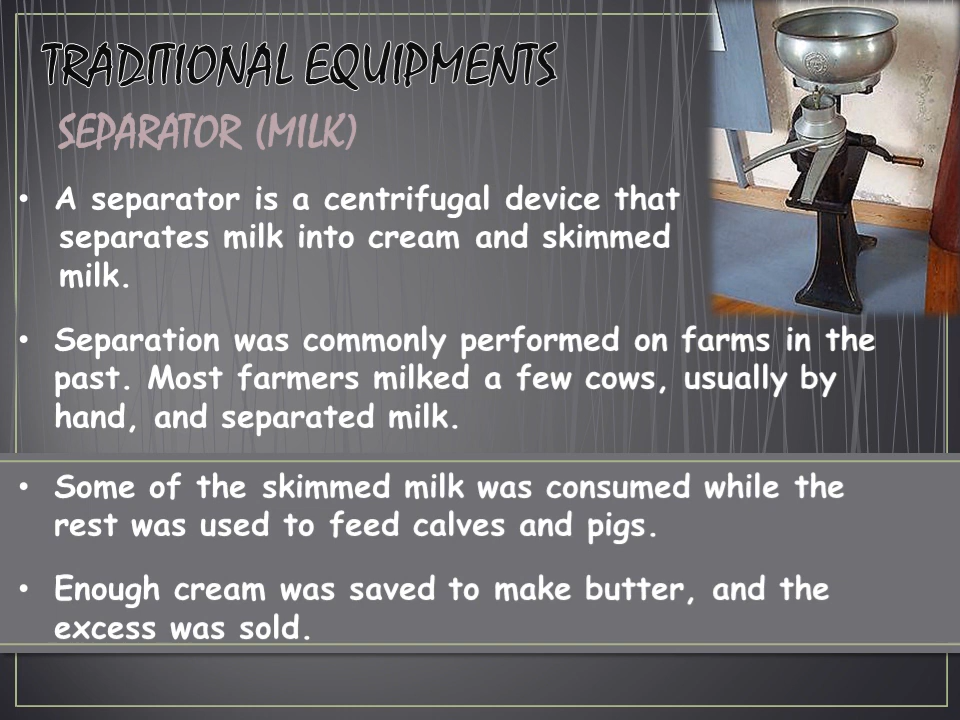 TRADITIONAL EQUIPMENTS
SEPARATOR (MILK)
• A separator is a centrifugal device that
separates milk into cream and skimmed
milk.
• Separation was commonly performed on farms in the
past. Most farmers milked a few cows, usually by
hand, and separated milk.
• Some of the skimmed milk was consumed while the
rest was used to feed calves and pigs.
• Enough cream was saved to make butter, and the
excess was sold.